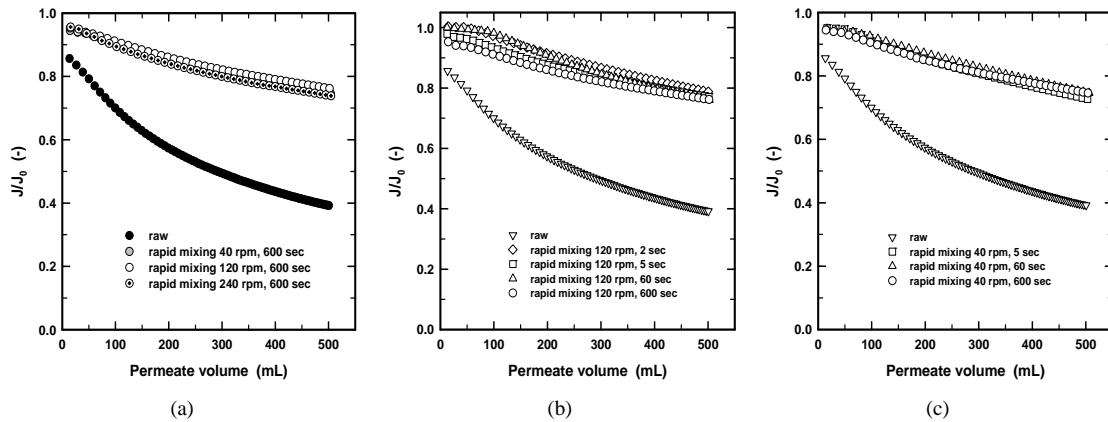 1.0
0.8
0.6
0.4
0.2
0.0
J/J0 (-)
raw
rapid mixing 40 rpm, 600 sec
rapid mixing 120 rpm, 600 sec
rapid mixing 240 rpm, 600 sec
0 100 200 300 400 500
Permeate volume (mL)
(a)
1.0
0.8
0.6
0.4
0.2
0.0
J/J0 (-)
raw
rapid mixing 120 rpm, 2 sec
rapid mixing 120 rpm, 5 sec
rapid mixing 120 rpm, 60 sec
rapid mixing 120 rpm, 600 sec
0 100 200 300 400 500
Permeate volume (mL)
(b)
1.0
0.8
0.6
0.4
0.2
0.0
J/J0 (-)
raw
rapid mixing 40 rpm, 5 sec
rapid mixing 40 rpm, 60 sec
rapid mixing 40 rpm, 600 sec
0 100 200 300 400 500
Permeate volume (mL)
(c)